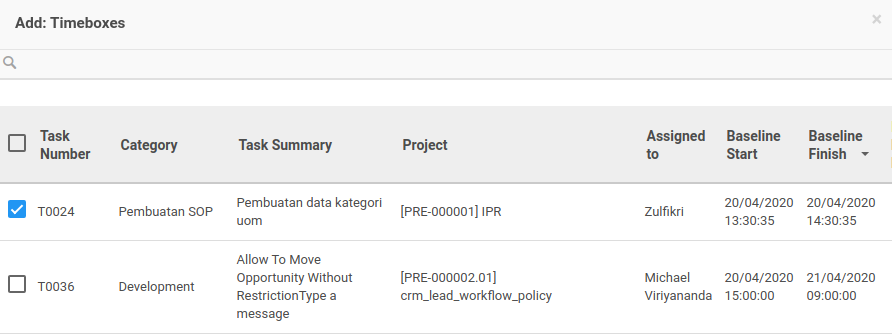 Add: Timeboxes
×
Task Number Category Task Summary Project Assigned to Baseline Start Baseline Finish
T0024 Pembuatan SOP Pembuatan data kategori uom [PRE-000001] IPR Zulfikri 20/04/2020 13:30:35 20/04/2020 14:30:35
T0036 Development Allow To Move Opportunity Without RestrictionType a message [PRE-000002.01] crm_lead_workflow_policy Michael Viriyananda 20/04/2020 15:00:00 21/04/2020 09:00:00